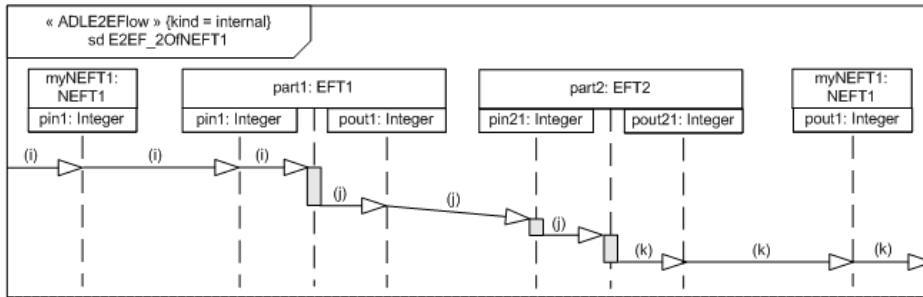 « ADLE2EFlow » {kind = internal}
sd E2EF_2OfNEFT1
myNEFT1:
NEFT1
pin1: Integer
part1: EFT1
pin1: Integer
pout1: Integer
part2: EFT2
pin21: Integer
pout21: Integer
myNEFT1:
NEFT1
pout1: Integer
(i)
(i)
(i)
(j)
(j)
(j)
(k)
(k)
(k)